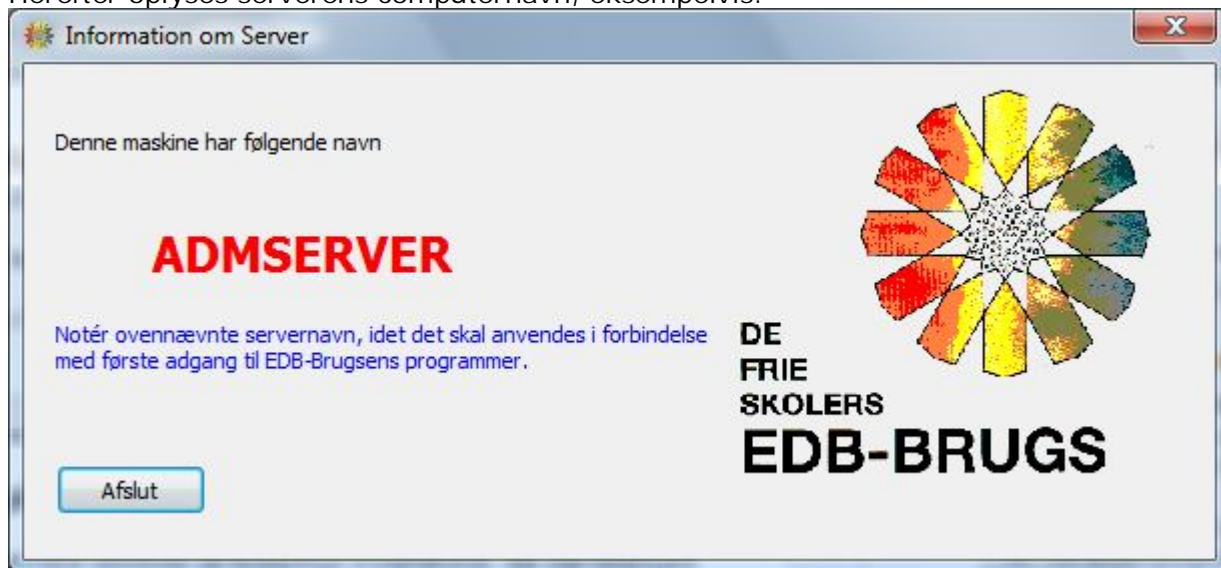 Herefter oplyses serverens computernavn, eksempelvis:
Information om Server
Denne maskine har følgende navn
ADMSERVER
Notér ovennævnte servernavn, idet det skal anvendes i forbindelse
med første adgang til EDB-Brugsens programmer.
Afslut
DE
FRIE
SKOLERS
EDB-BRUGS